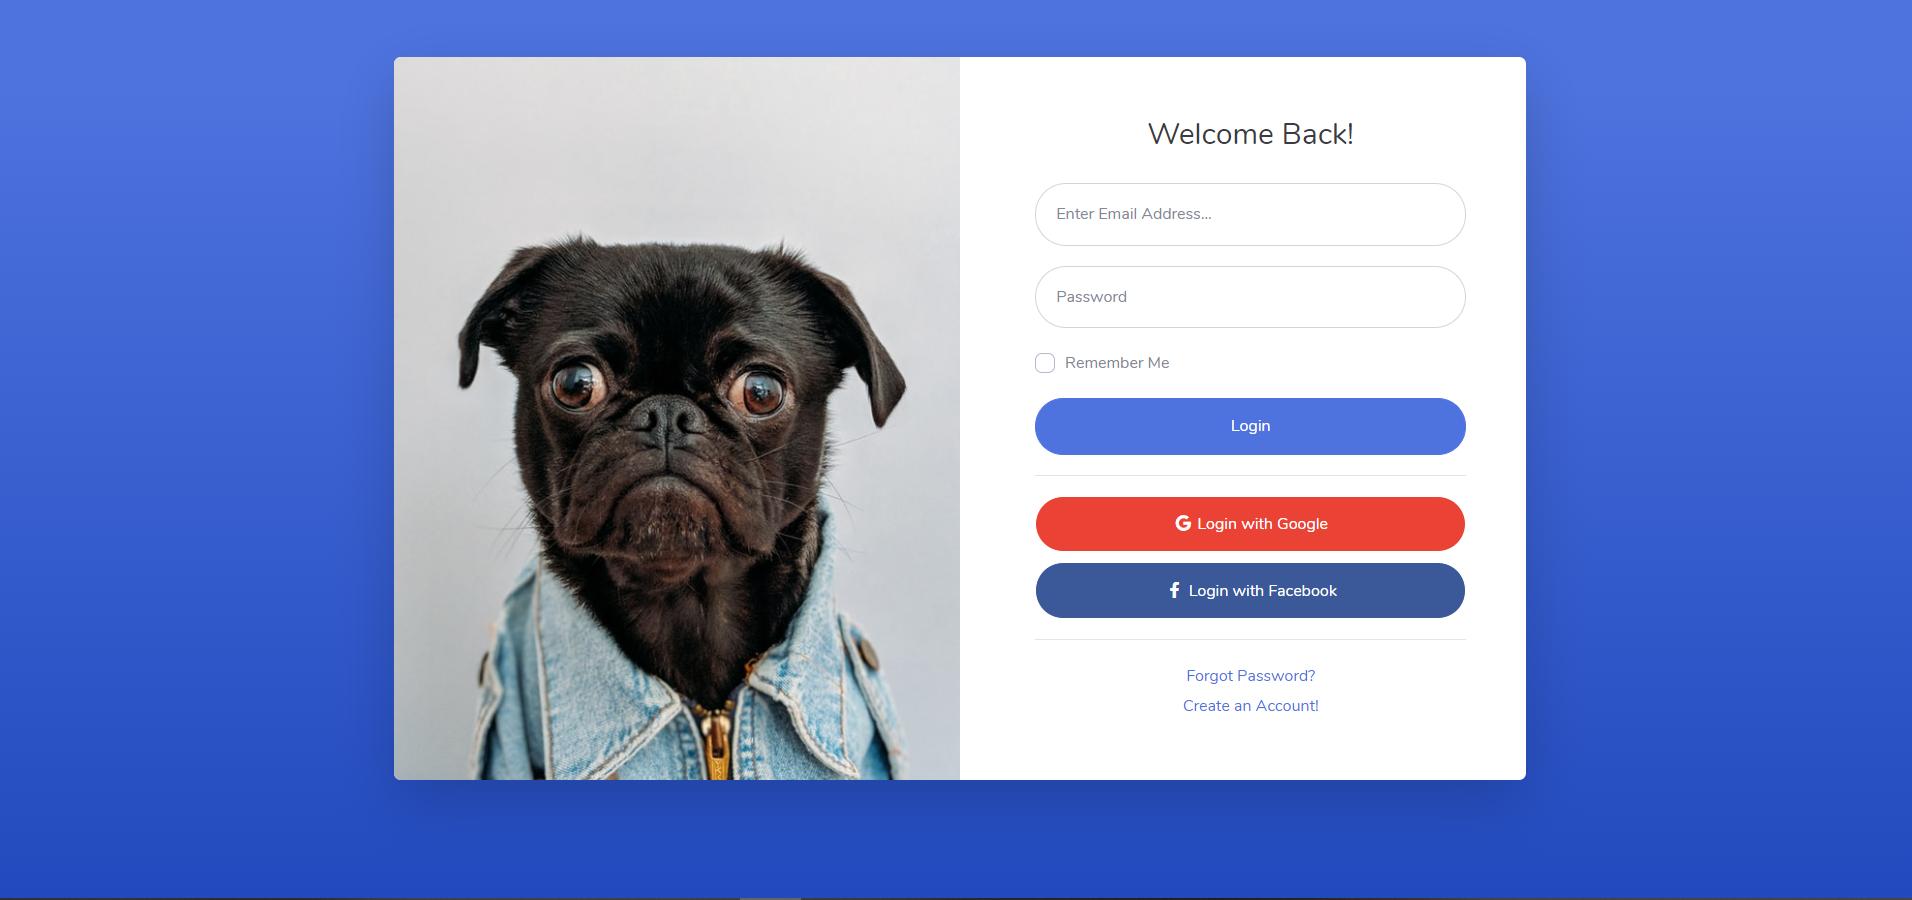 Welcome Back!
Enter Email Address...
Password
Remember Me
Login
Login with Google
Login with Facebook
Forgot Password?
Create an Account!